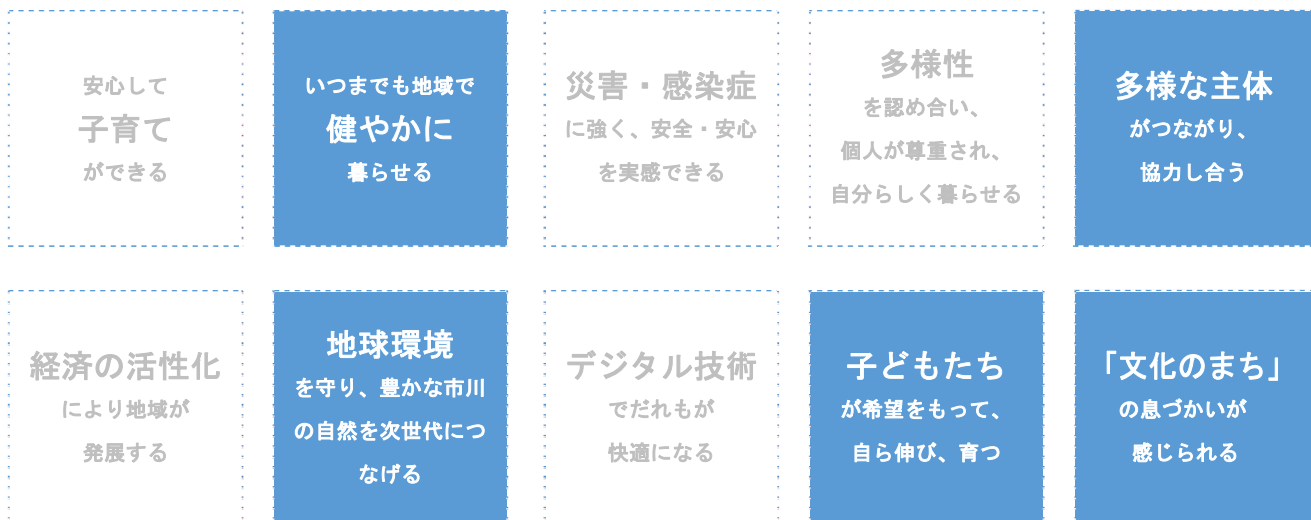 安心して
子育て
ができる
いつまでも地域で
健やかに
暮らせる
災害・感染症
に強く、安全・安心
を実感できる
多様性
を認め合い、
個人が尊重され、
自分らしく暮らせる
多様な主体
がつながり、
協力し合う
経済の活性化
により地域が
発展する
地球環境
を守り、豊かな市川
の自然を次世代につ
なげる
デジタル技術
でだれもが
快適になる
子どもたち
が希望をもって、
自ら伸び、育つ
「文化のまち」
の息づかいが
感じられる